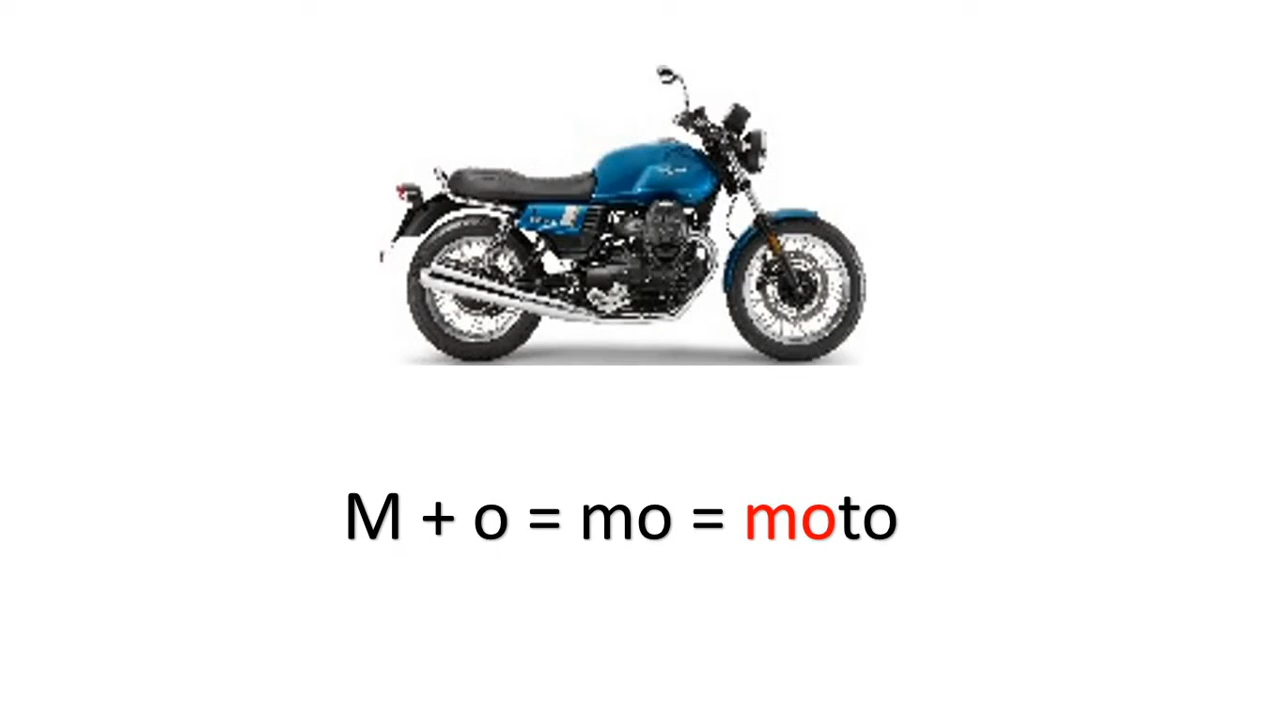 M + o = mo = moto